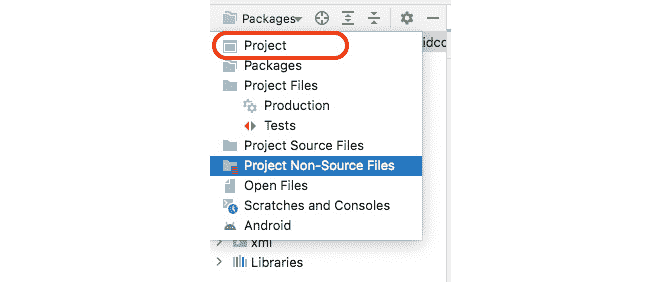 Packages
idcc
Project
Packages
Project Files
Production
Tests
Project Source Files
Project Non-Source Files
Open Files
Scratches and Consoles
Android
xml
Libraries